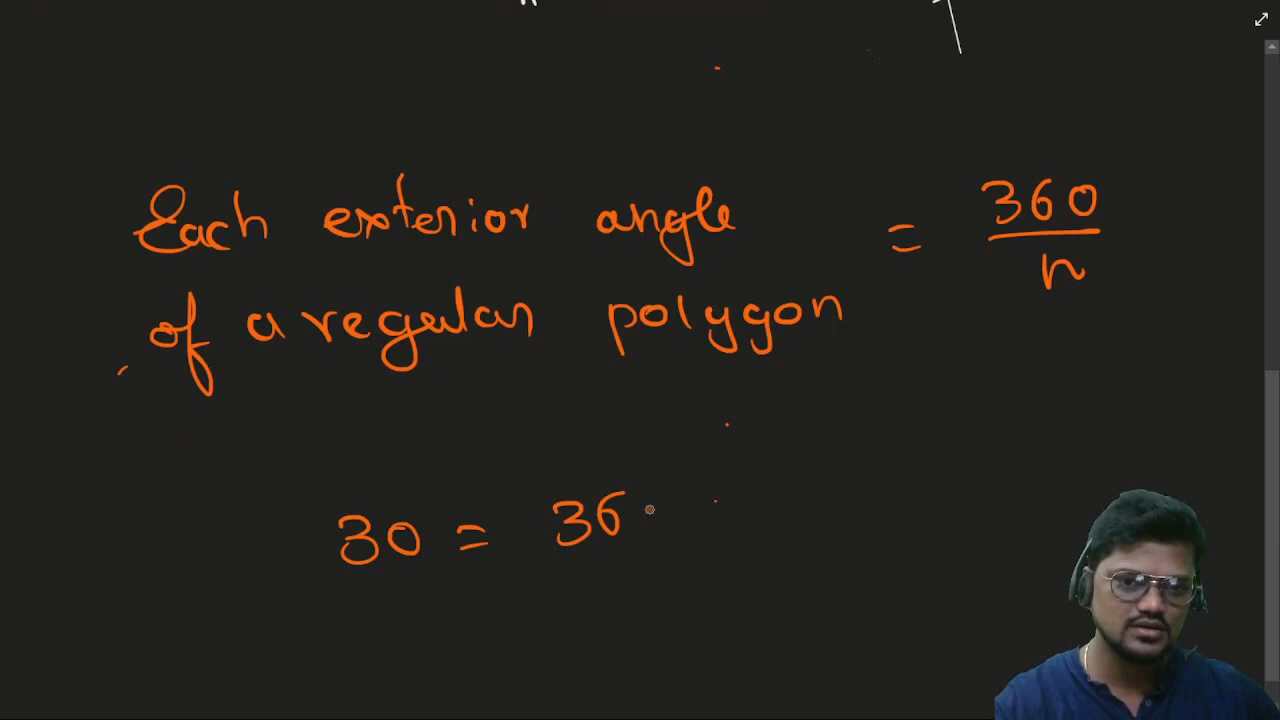 Each exterior angle = 360/n
of a regular polygon
30 = 36